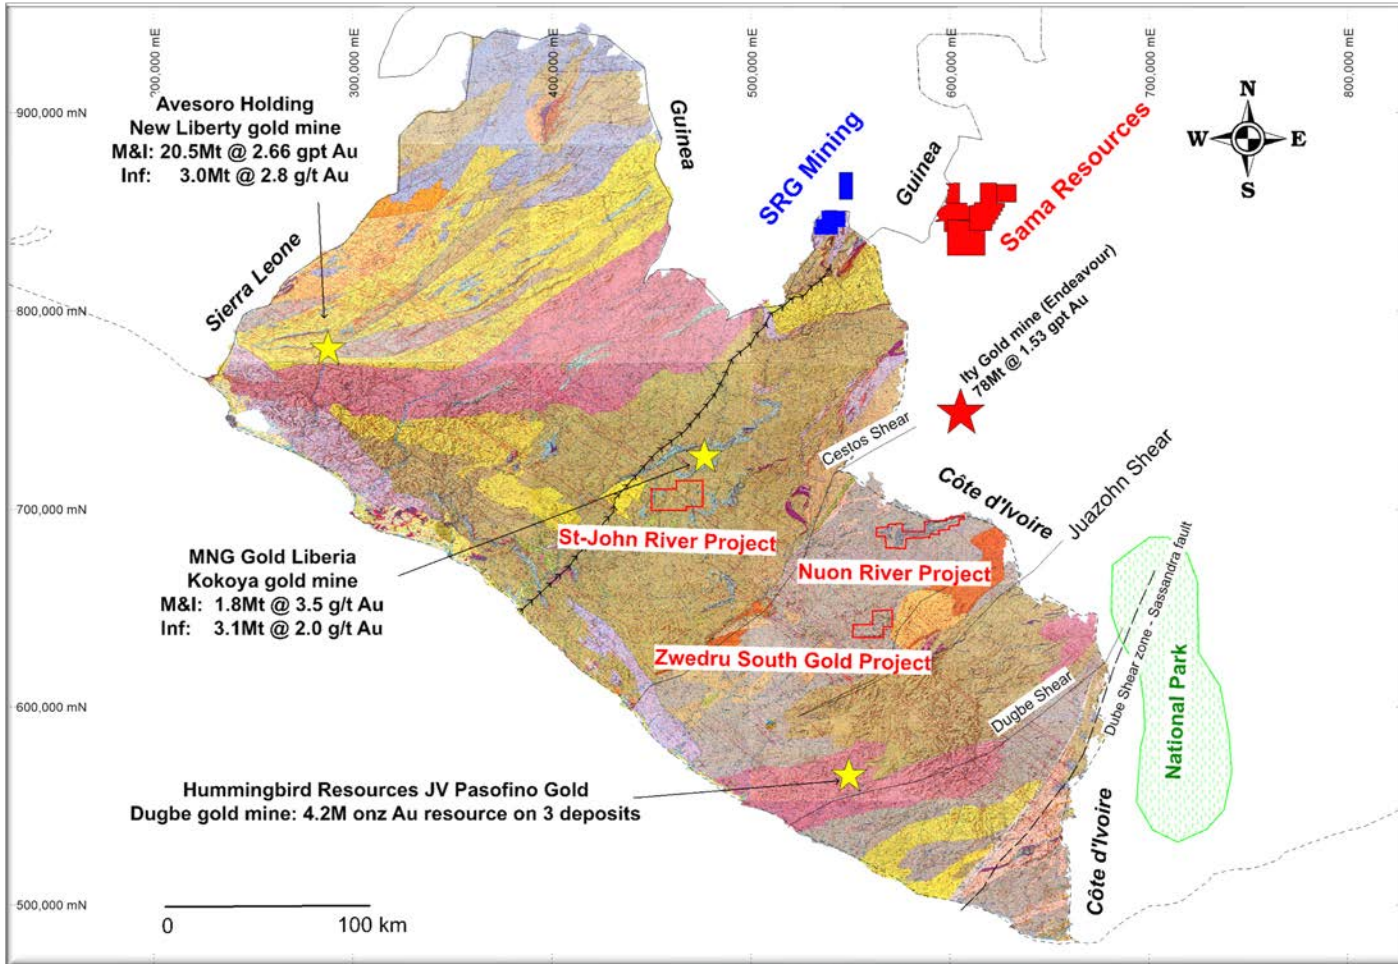 200,000 mE
300,000 mE
400,000 mE
500,000 mE
600,000 mE
700,000 mE
800,000 mE
900,000 mN
800,000 mN
700,000 mN
600,000 mN
500,000 mN
Avesoro Holding
New Liberty gold mine
M&I: 20.5Mt @ 2.66 gpt Au
Inf: 3.0Mt @ 2.8 g/t Au
Guinea
SRG Mining
Guinea
Sama Resources
N
W E
S
Sierra Leone
Ity Gold mine (Endeavour)
78Mt @ 1.53 gpt Au
Cestos Shear
Côte d'Ivoire
Juazohn Shear
St-John River Project
Nuon River Project
MNG Gold Liberia
Kokoya gold mine
M&I: 1.8Mt @ 3.5 g/t Au
Inf: 3.1Mt @ 2.0 g/t Au
Zwedru South Gold Project
Dugbe Shear
Dube Shear zone - Sassandra fault
National Park
Hummingbird Resources JV Pasofino Gold
Dugbe gold mine: 4.2M onz Au resource on 3 deposits
Côte d'Ivoire
0 100 km